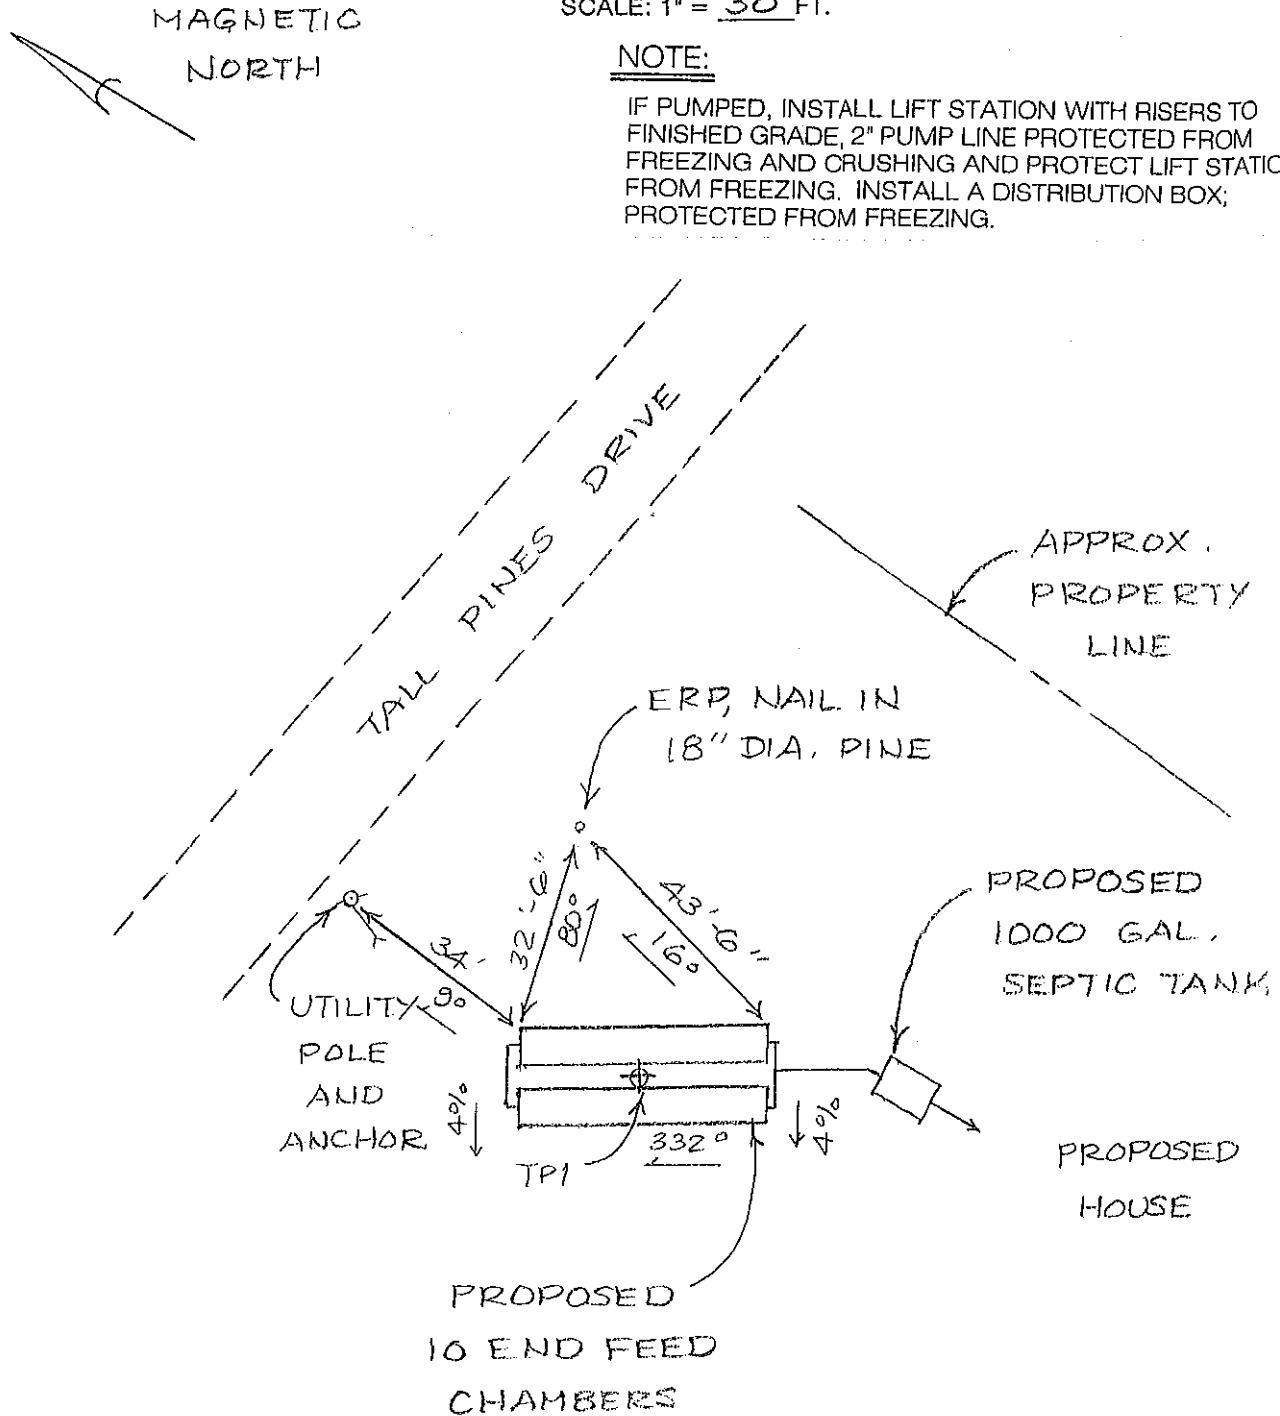 MAGNETIC
NORTH
SCALE: 1" = 30 FT.
NOTE:
IF PUMPED, INSTALL LIFT STATION WITH RISERS TO
FINISHED GRADE, 2" PUMP LINE PROTECTED FROM
FREEZING AND CRUSHING AND PROTECT LIFT STATIO
FROM FREEZING. INSTALL A DISTRIBUTION BOX;
PROTECTED FROM FREEZING.
TALL PINES DRIVE
APPROX.
PROPERTY
LINE
ERP, NAIL IN
18" DIA. PINE
32'-6"
80°
43'-6"
16°
34'
9°
UTILITY
POLE
AND
ANCHOR
4%
PROPOSED
1000 GAL.
SEPTIC TANK
TP1
332°
4%
PROPOSED
HOUSE
PROPOSED
10 END FEED
CHAMBERS